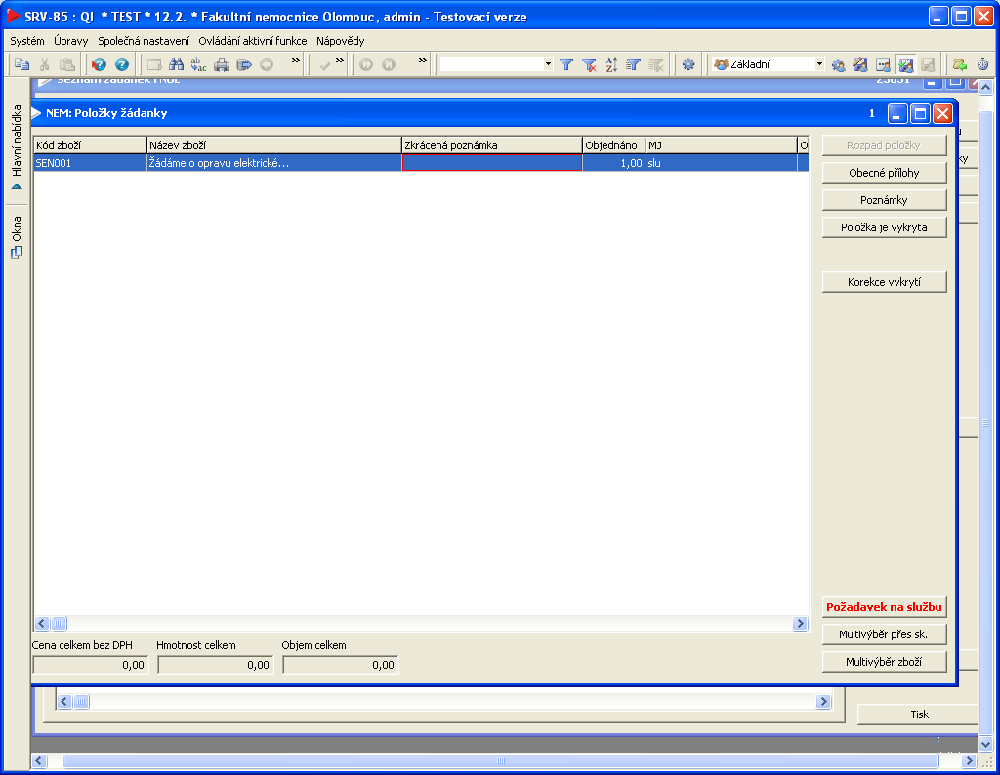 SRV-85 : QI * TEST * 12.2. * Fakultní nemocnice Olomouc, admin - Testovací verze
Systém Úpravy Společná nastavení Ovládání aktivní funkce Nápovědy
Základní
Seznam žádanek FNOL 23051
Hlavní nabídka
Okna
NEM: Položky žádanky 1
Kód zboží Název zboží Zkrácená poznámka Objednáno MJ O
SEN001 Žádáme o opravu elektrické... 1,00 slu
Rozpad položky
Obecné přílohy
Poznámky
Položka je vykryta
Korekce vykrytí
Požadavek na službu
Multivýběr přes sk.
Multivýběr zboží
Cena celkem bez DPH Hmotnost celkem Objem celkem
0,00 0,00 0,00
Tisk